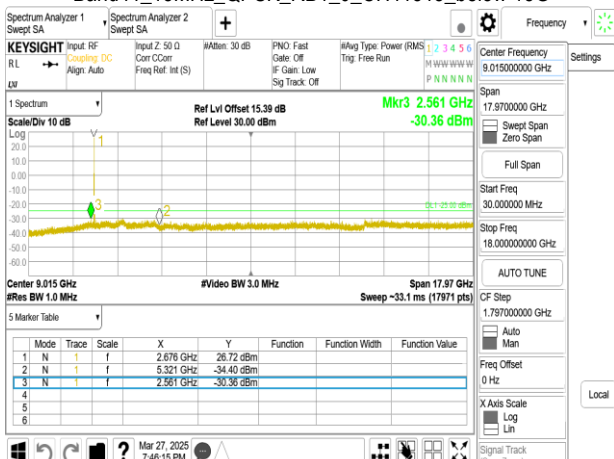 Spectrum Analyzer 1
Swept SA
Spectrum Analyzer 2
Swept SA
+
Frequency
KEYSIGHT
RL
LXI
Input: RF
Coupling: DC
Align: Auto
Input Z: 50 Ω
Corr CCorr
Freq Ref: Int (S)
#Atten: 30 dB
PNO: Fast
Gate: Off
IF Gain: Low
Sig Track: Off
#Avg Type: Power (RMS
Trig: Free Run
1 2 3 4 5 6
M W W W W W
P N N N N N
Center Frequency
9.015000000 GHz
Settings
1 Spectrum
Scale/Div 10 dB
Ref Lvl Offset 15.39 dB
Ref Level 30.00 dBm
Mkr3 2.561 GHz
-30.36 dBm
Span
17.9700000 GHz
Swept Span
Zero Span
Full Span
Log
20.0
10.0
0.00
-10.0
-20.0
-30.0
-40.0
-50.0
-60.0
1
3
2
DL1 -25.00 dBm
Start Freq
30.000000 MHz
Stop Freq
18.000000000 GHz
AUTO TUNE
Center 9.015 GHz
#Res BW 1.0 MHz
#Video BW 3.0 MHz
Span 17.97 GHz
Sweep ~33.1 ms (17971 pts)
CF Step
1.797000000 GHz
Auto
Man
5 Marker Table
Mode Trace Scale X Y Function Function Width Function Value
1 N 1 f 2.676 GHz 26.72 dBm
2 N 1 f 5.321 GHz -34.40 dBm
3 N 1 f 2.561 GHz -30.36 dBm
4
5
6
Freq Offset
0 Hz
Local
X Axis Scale
Log
Lin
Signal Track
?
Mar 27, 2025
7:46:15 PM